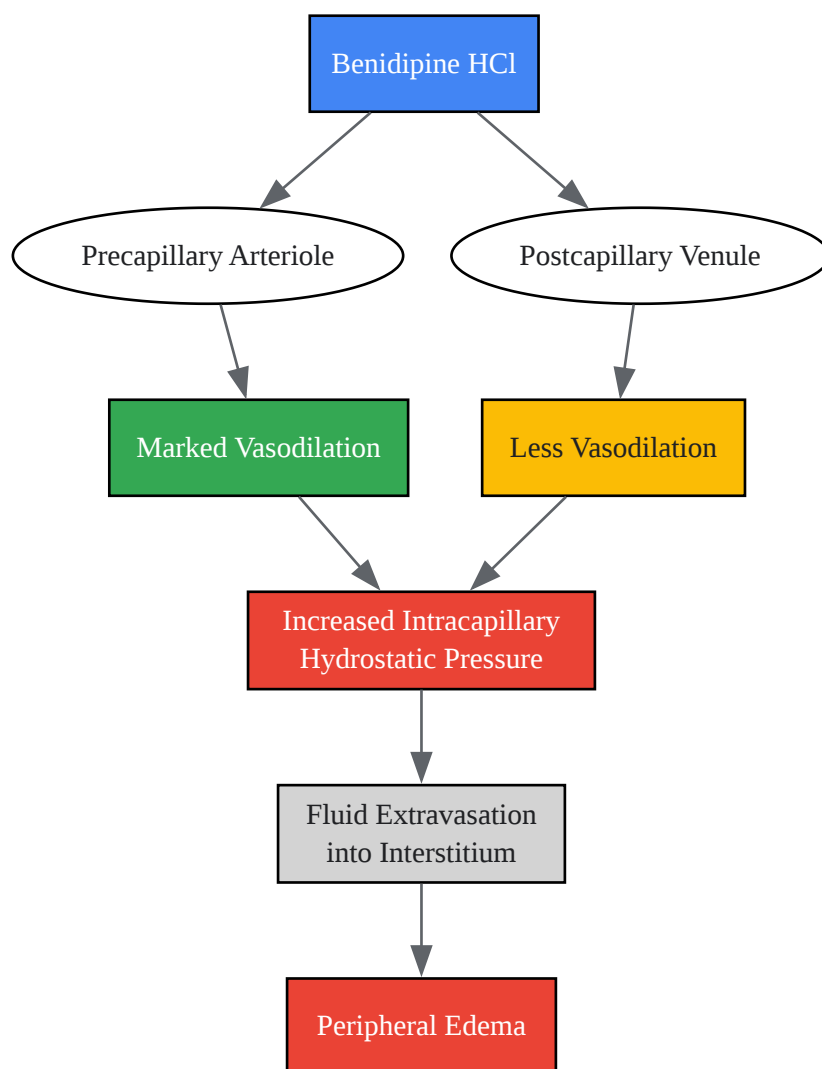 Benidipine HCl
Precapillary Arteriole
Postcapillary Venule
Marked Vasodilation
Less Vasodilation
Increased Intracapillary
Hydrostatic Pressure
Fluid Extravasation
into Interstitium
Peripheral Edema